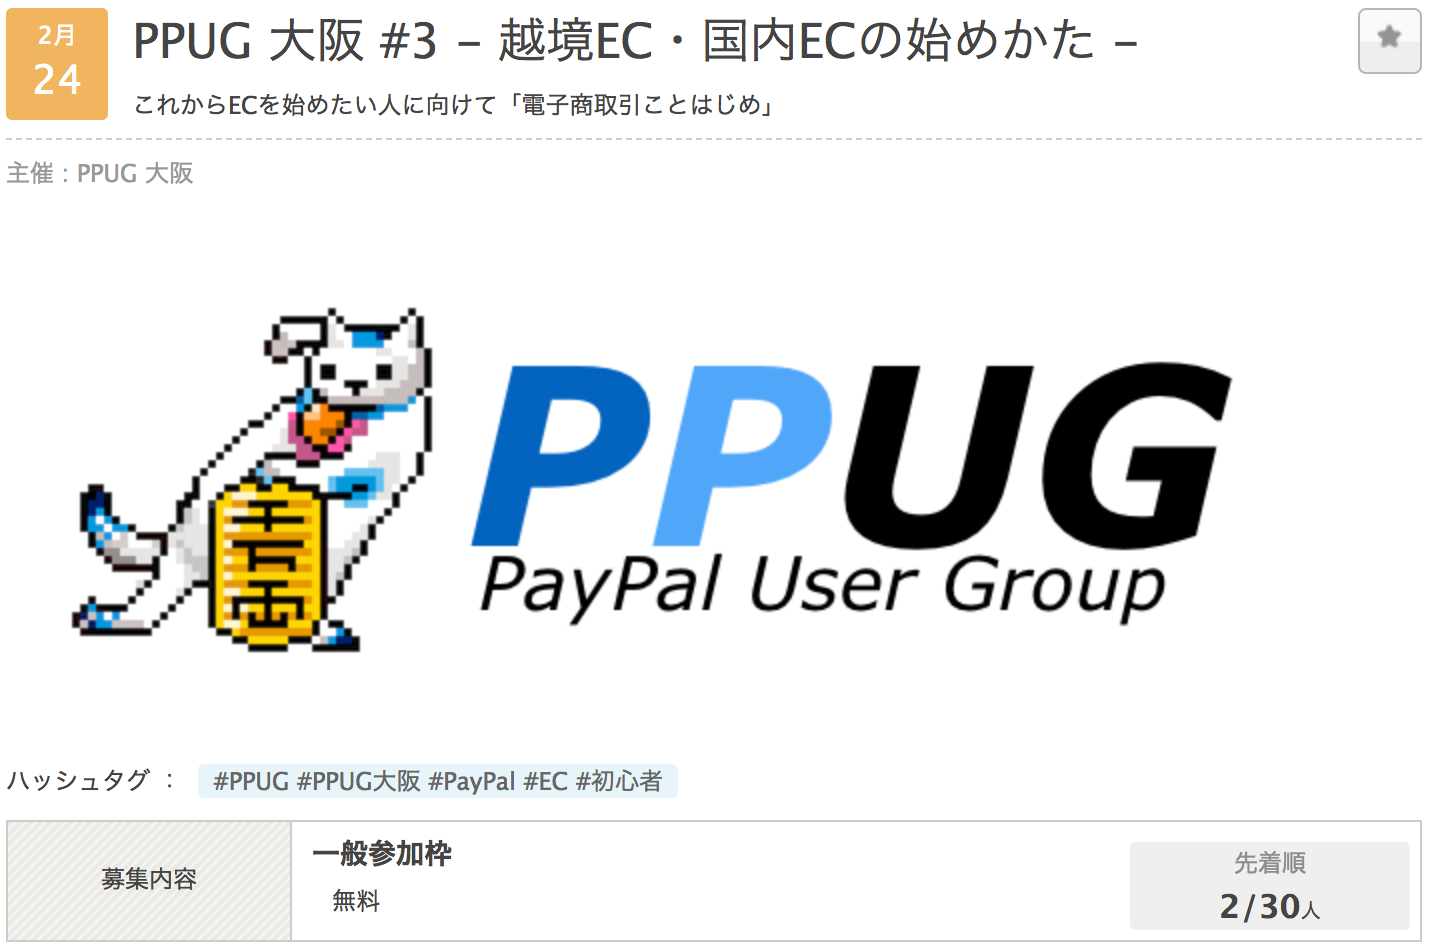 2月
24
PPUG 大阪 #3 – 越境EC・国内ECの始めかた –
これからECを始めたい人に向けて「電子商取引ことはじめ」
主催：PPUG 大阪
千万両
PPUG
PayPal User Group
ハッシュタグ ： #PPUG #PPUG大阪 #PayPal #EC #初心者
募集内容
一般参加枠
無料
先着順
2/30人